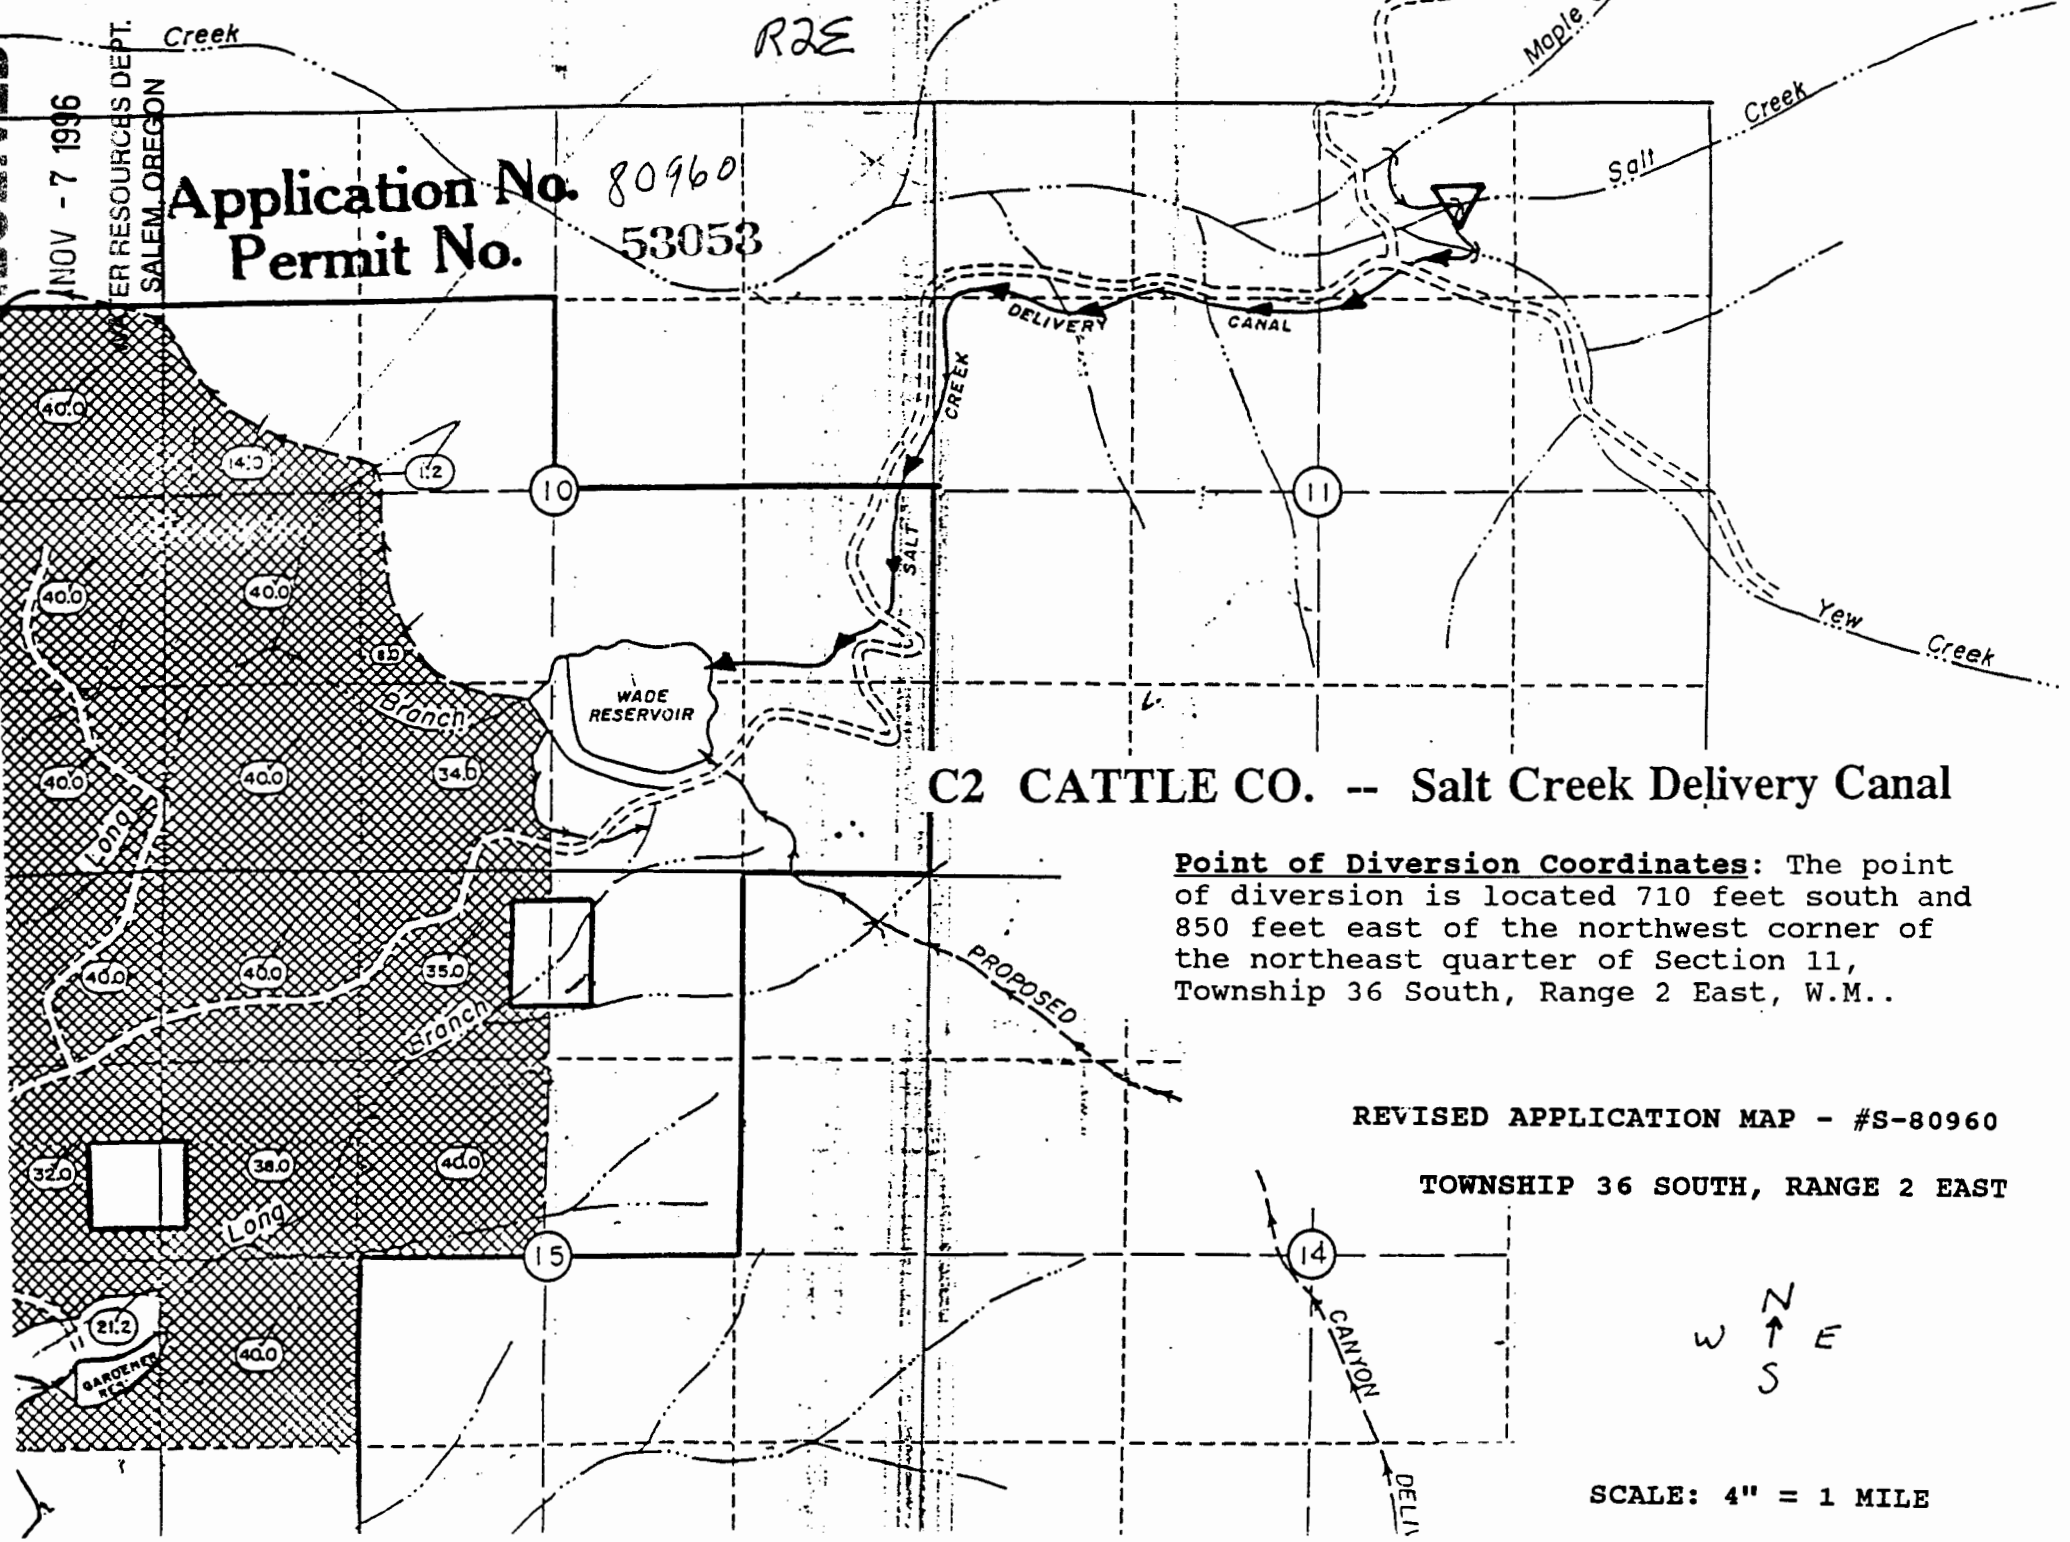 Creek
R2E
Maple
Creek
Salt
NOV - 7 1996
WATER RESOURCES DEPT.
SALEM, OREGON
Application No. 80960
Permit No. 53053
DELIVERY
CANAL
CREEK
SALT
40.0
14.0
1.2
10
11
40.0
40.0
8.0
Yew
Creek
WADE
RESERVOIR
Branch
40.0
40.0
34.0
Long
C2 CATTLE CO. -- Salt Creek Delivery Canal
Point of Diversion Coordinates: The point
of diversion is located 710 feet south and
850 feet east of the northwest corner of
the northeast quarter of Section 11,
Township 36 South, Range 2 East, W.M..
40.0
40.0
35.0
Branch
PROPOSED
REVISED APPLICATION MAP - #S-80960
TOWNSHIP 36 SOUTH, RANGE 2 EAST
32.0
38.0
40.0
Long
15
14
21.2
GARDENER
RES.
40.0
CANYON
N
W E
S
DELIV
SCALE: 4" = 1 MILE